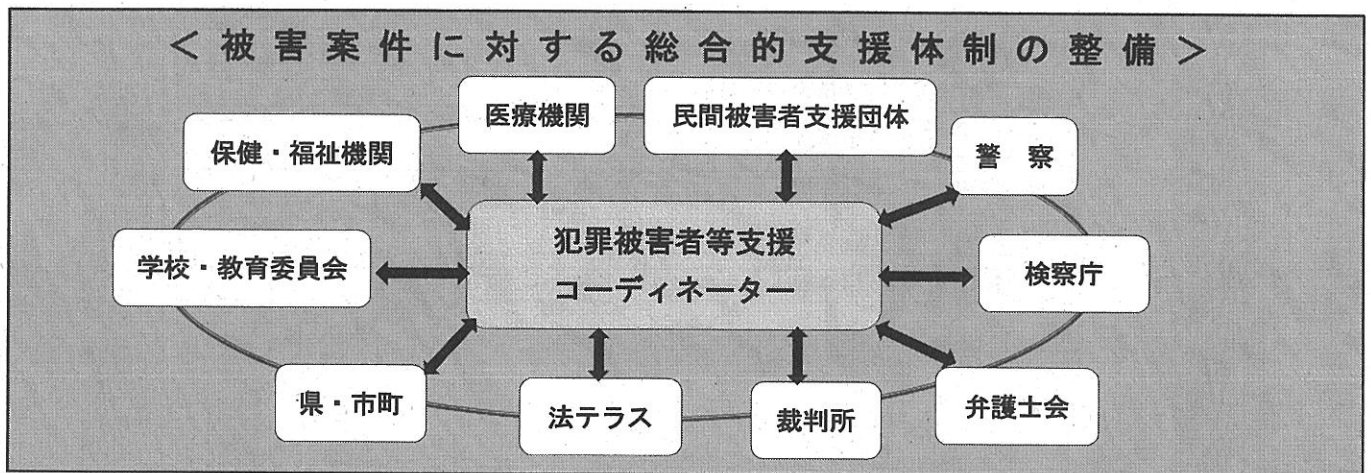 ＜被害案件に対する総合的支援体制の整備＞
医療機関
民間被害者支援団体
保健・福祉機関
警　察
犯罪被害者等支援
コーディネーター
学校・教育委員会
検察庁
県・市町
法テラス
裁判所
弁護士会